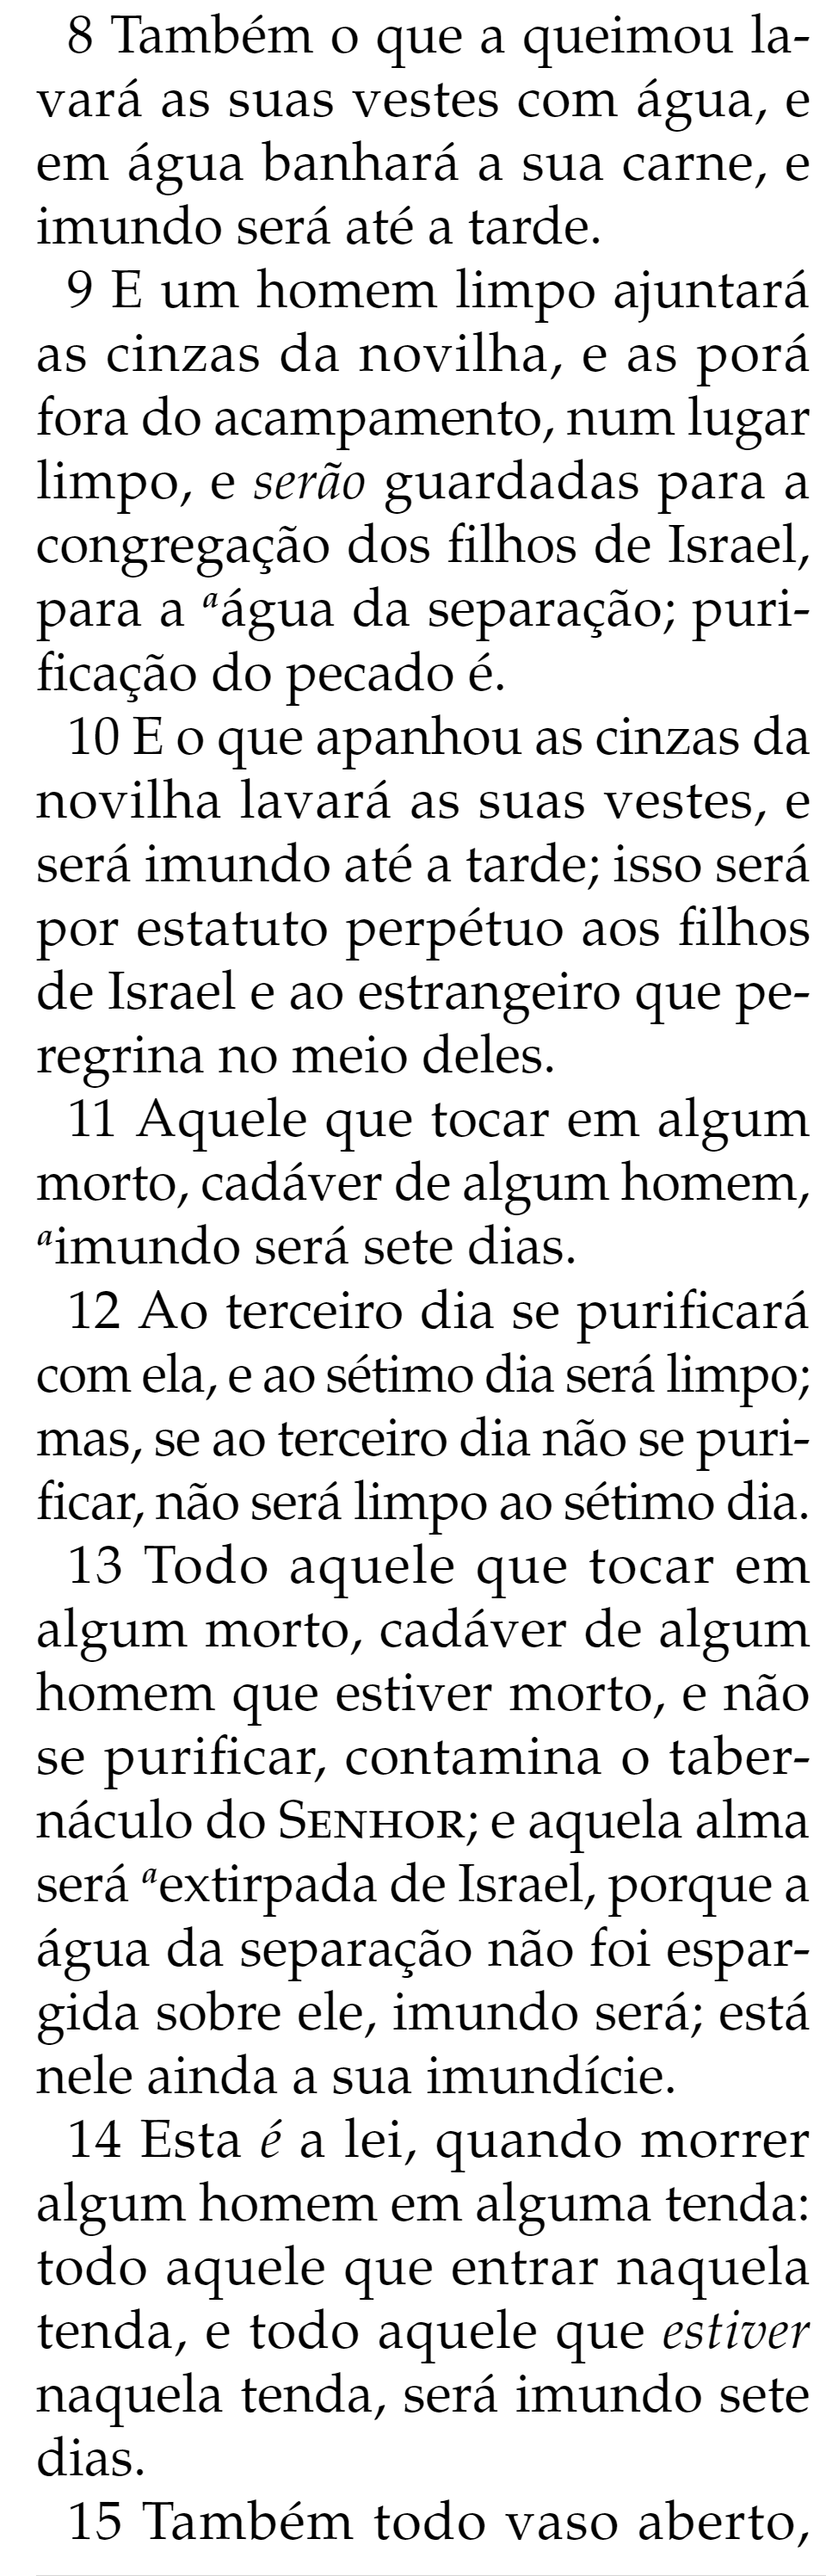 8 Também o que a queimou la-
vará as suas vestes com água, e
em água banhará a sua carne, e
imundo será até a tarde.
9 E um homem limpo ajuntará
as cinzas da novilha, e as porá
fora do acampamento, num lugar
limpo, e serão guardadas para a
congregação dos filhos de Israel,
para a ᵃágua da separação; puri-
ficação do pecado é.
10 E o que apanhou as cinzas da
novilha lavará as suas vestes, e
será imundo até a tarde; isso será
por estatuto perpétuo aos filhos
de Israel e ao estrangeiro que pe-
regrina no meio deles.
11 Aquele que tocar em algum
morto, cadáver de algum homem,
ᵃimundo será sete dias.
12 Ao terceiro dia se purificará
com ela, e ao sétimo dia será limpo;
mas, se ao terceiro dia não se puri-
ficar, não será limpo ao sétimo dia.
13 Todo aquele que tocar em
algum morto, cadáver de algum
homem que estiver morto, e não
se purificar, contamina o taber-
náculo do SENHOR; e aquela alma
será ᵃextirpada de Israel, porque a
água da separação não foi espar-
gida sobre ele, imundo será; está
nele ainda a sua imundície.
14 Esta é a lei, quando morrer
algum homem em alguma tenda:
todo aquele que entrar naquela
tenda, e todo aquele que estiver
naquela tenda, será imundo sete
dias.
15 Também todo vaso aberto,